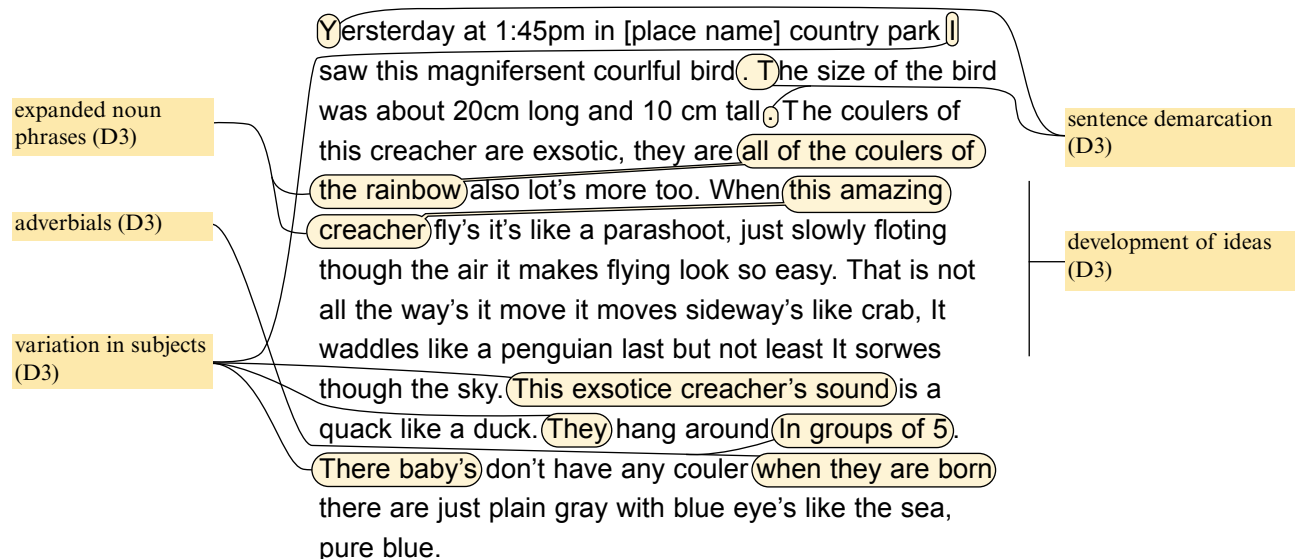 Yersterday at 1:45pm in [place name] country park I
saw this magnifersent courlful bird. The size of the bird
was about 20cm long and 10 cm tall. The coulers of
this creacher are exsotic, they are all of the coulers of
the rainbow also lot's more too. When this amazing
creacher fly's it's like a parashoot, just slowly floting
though the air it makes flying look so easy. That is not
all the way's it move it moves sideway's like crab, It
waddles like a penguian last but not least It sorwes
though the sky. This exsotice creacher's sound is a
quack like a duck. They hang around In groups of 5.
There baby's don't have any couler when they are born
there are just plain gray with blue eye's like the sea,
pure blue.
expanded noun
phrases (D3)
adverbials (D3)
variation in subjects
(D3)
sentence demarcation
(D3)
development of ideas
(D3)